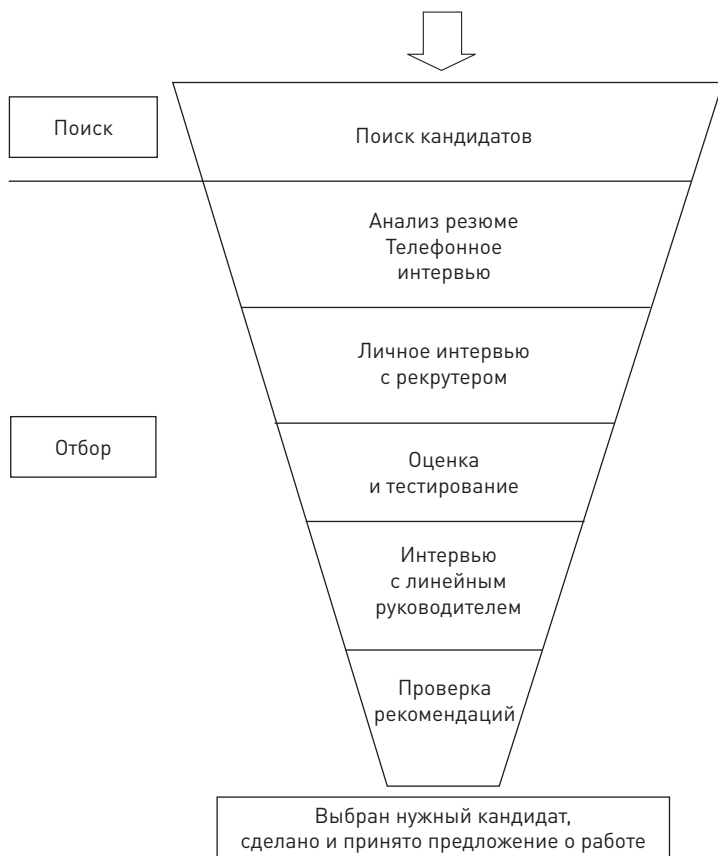 Поиск
Поиск кандидатов
Анализ резюме
Телефонное
интервью
Личное интервью
с рекрутером
Отбор
Оценка
и тестирование
Интервью
с линейным
руководителем
Проверка
рекомендаций
Выбран нужный кандидат,
сделано и принято предложение о работе